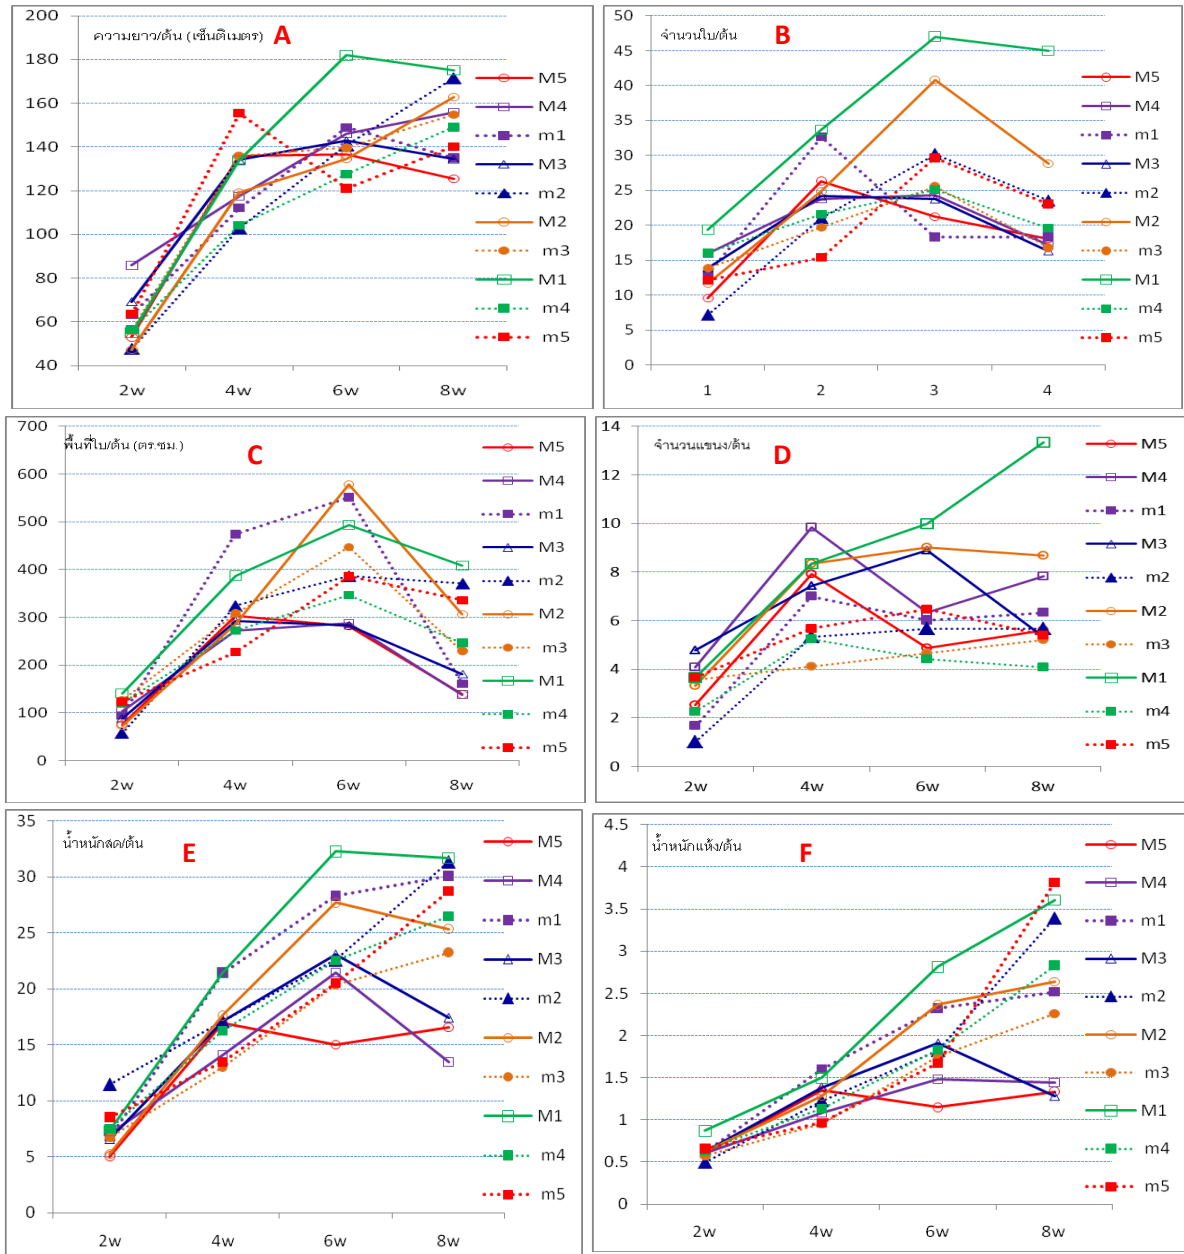 ความยาว/ต้น (เซ็นติเมตร)
A
200
180
160
140
120
100
80
60
40
2w
4w
6w
8w
M5
M4
m1
M3
m2
M2
m3
M1
m4
m5
จำนวนใบ/ต้น
B
50
45
40
35
30
25
20
15
10
5
0
1
2
3
4
M5
M4
m1
M3
m2
M2
m3
M1
m4
m5
พื้นที่ใบ/ต้น (ตร.ซม.)
C
700
600
500
400
300
200
100
0
2w
4w
6w
8w
M5
M4
m1
M3
m2
M2
m3
M1
m4
m5
จำนวนแขนง/ต้น
D
14
12
10
8
6
4
2
0
2w
4w
6w
8w
M5
M4
m1
M3
m2
M2
m3
M1
m4
m5
น้ำหนักสด/ต้น
E
35
30
25
20
15
10
5
0
2w
4w
6w
8w
M5
M4
m1
M3
m2
M2
m3
M1
m4
m5
น้ำหนักแห้ง/ต้น
F
4.5
4
3.5
3
2.5
2
1.5
1
0.5
0
2w
4w
6w
8w
M5
M4
m1
M3
m2
M2
m3
M1
m4
m5